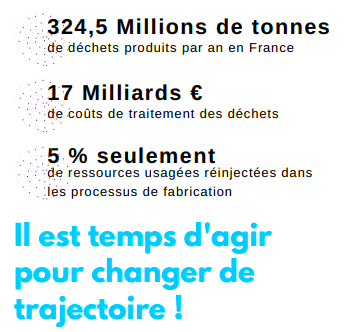 324,5 Millions de tonnes
de déchets produits par an en France
17 Milliards €
de coûts de traitement des déchets
5 % seulement
de ressources usagées réinjectées dans
les processus de fabrication
Il est temps d'agir
pour changer de
trajectoire !